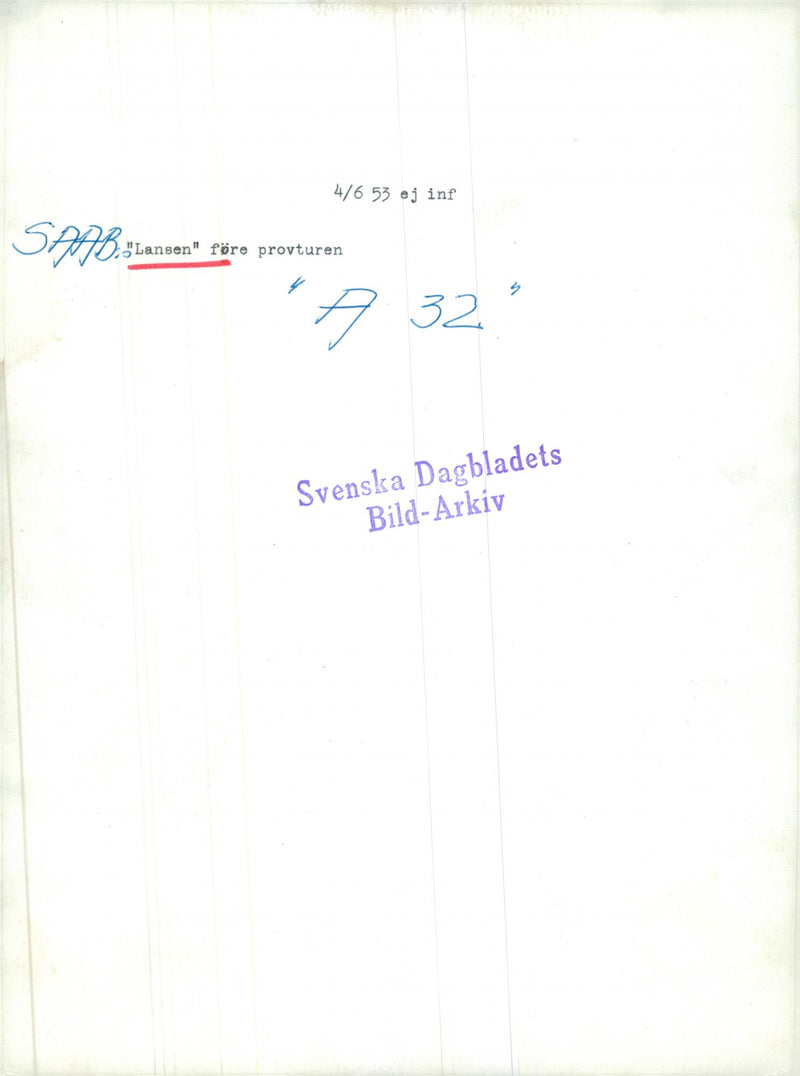 4/6 53 ej inf
SAAB: "Lansen" före provturen
"A 32"
Svenska Dagbladets
Bild-Arkiv